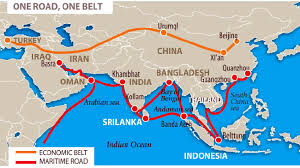 ONE ROAD, ONE BELT
Urumqi
Beijing
TURKEY
CHINA
Xi'an
IRAQ
IRAN
Basra
Quanzhou
Guangzhou
Khambhat
BANGLADESH
OMAN
INDIA
THAILAND
South
China
sea
Arabian sea
Bay of
Bengal
Kollam
Andaman sea
SRILANKA
Banda Aceh
Belitung
Indian Ocean
INDONESIA
ECONOMIC BELT
MARITIME ROAD